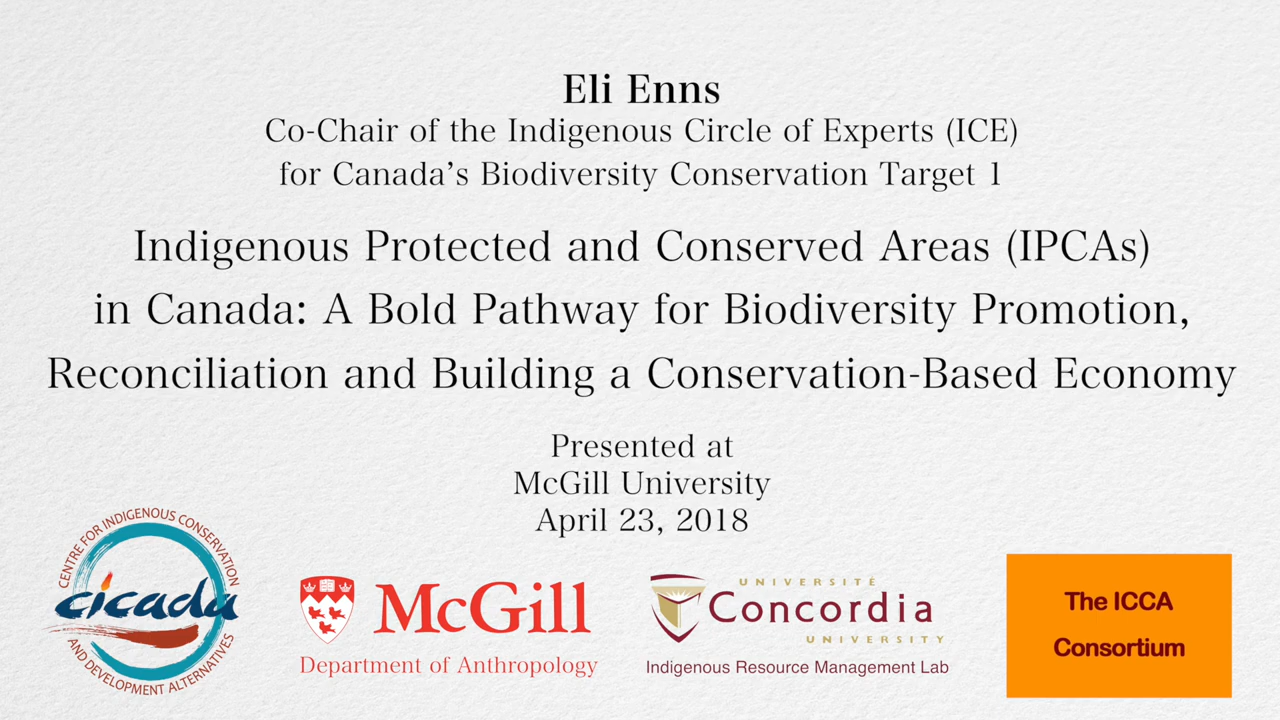 Eli Enns
Co-Chair of the Indigenous Circle of Experts (ICE)
for Canada’s Biodiversity Conservation Target 1
Indigenous Protected and Conserved Areas (IPCAs)
in Canada: A Bold Pathway for Biodiversity Promotion,
Reconciliation and Building a Conservation-Based Economy
Presented at
McGill University
April 23, 2018
CENTRE FOR INDIGENOUS CONSERVATION
cicada
AND DEVELOPMENT ALTERNATIVES
McGill
Department of Anthropology
UNIVERSITÉ
Concordia
UNIVERSITY
Indigenous Resource Management Lab
The ICCA
Consortium